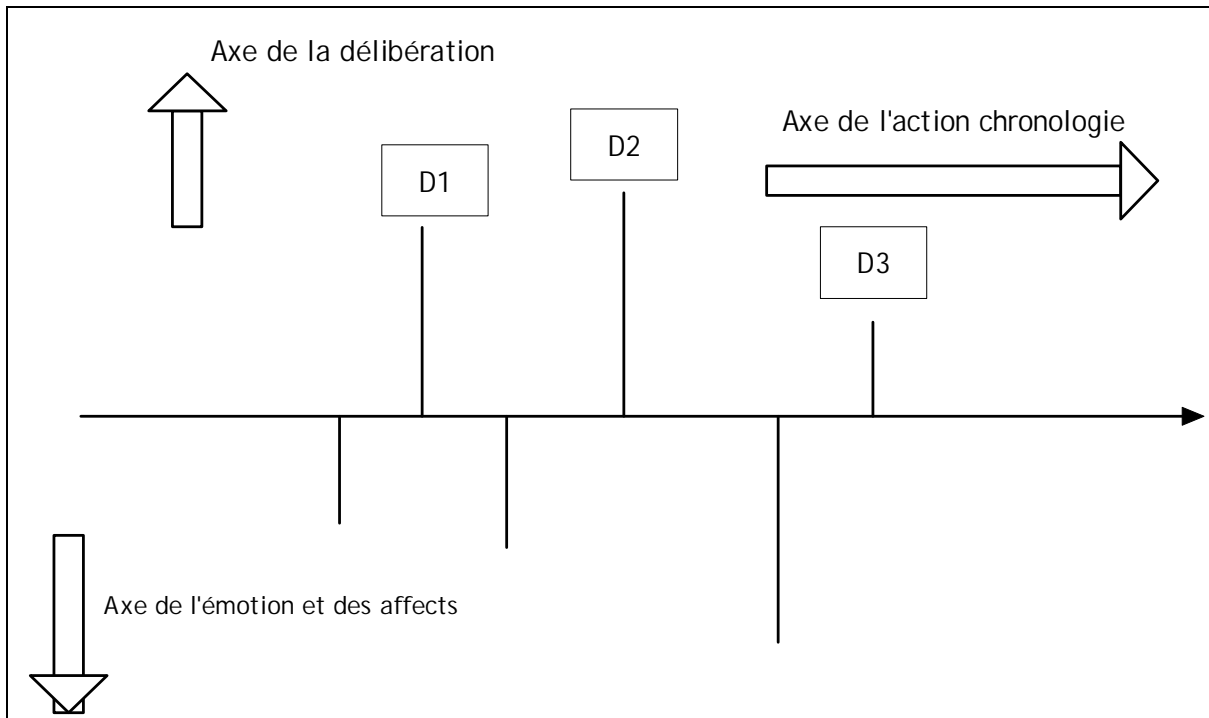 Axe de la délibération
Axe de l'action chronologie
D1
D2
D3
Axe de l'émotion et des affects